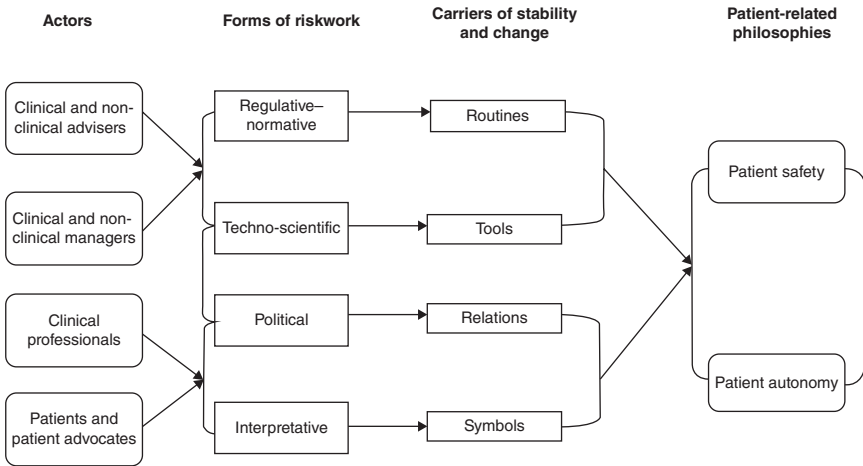 Actors
Forms of riskwork
Carriers of stability
and change
Patient-related
philosophies
Clinical and non-
clinical advisers
Regulative–
normative
Routines
Patient safety
Clinical and non-
clinical managers
Techno-scientific
Tools
Clinical
professionals
Political
Relations
Patients and
patient advocates
Interpretative
Symbols
Patient autonomy